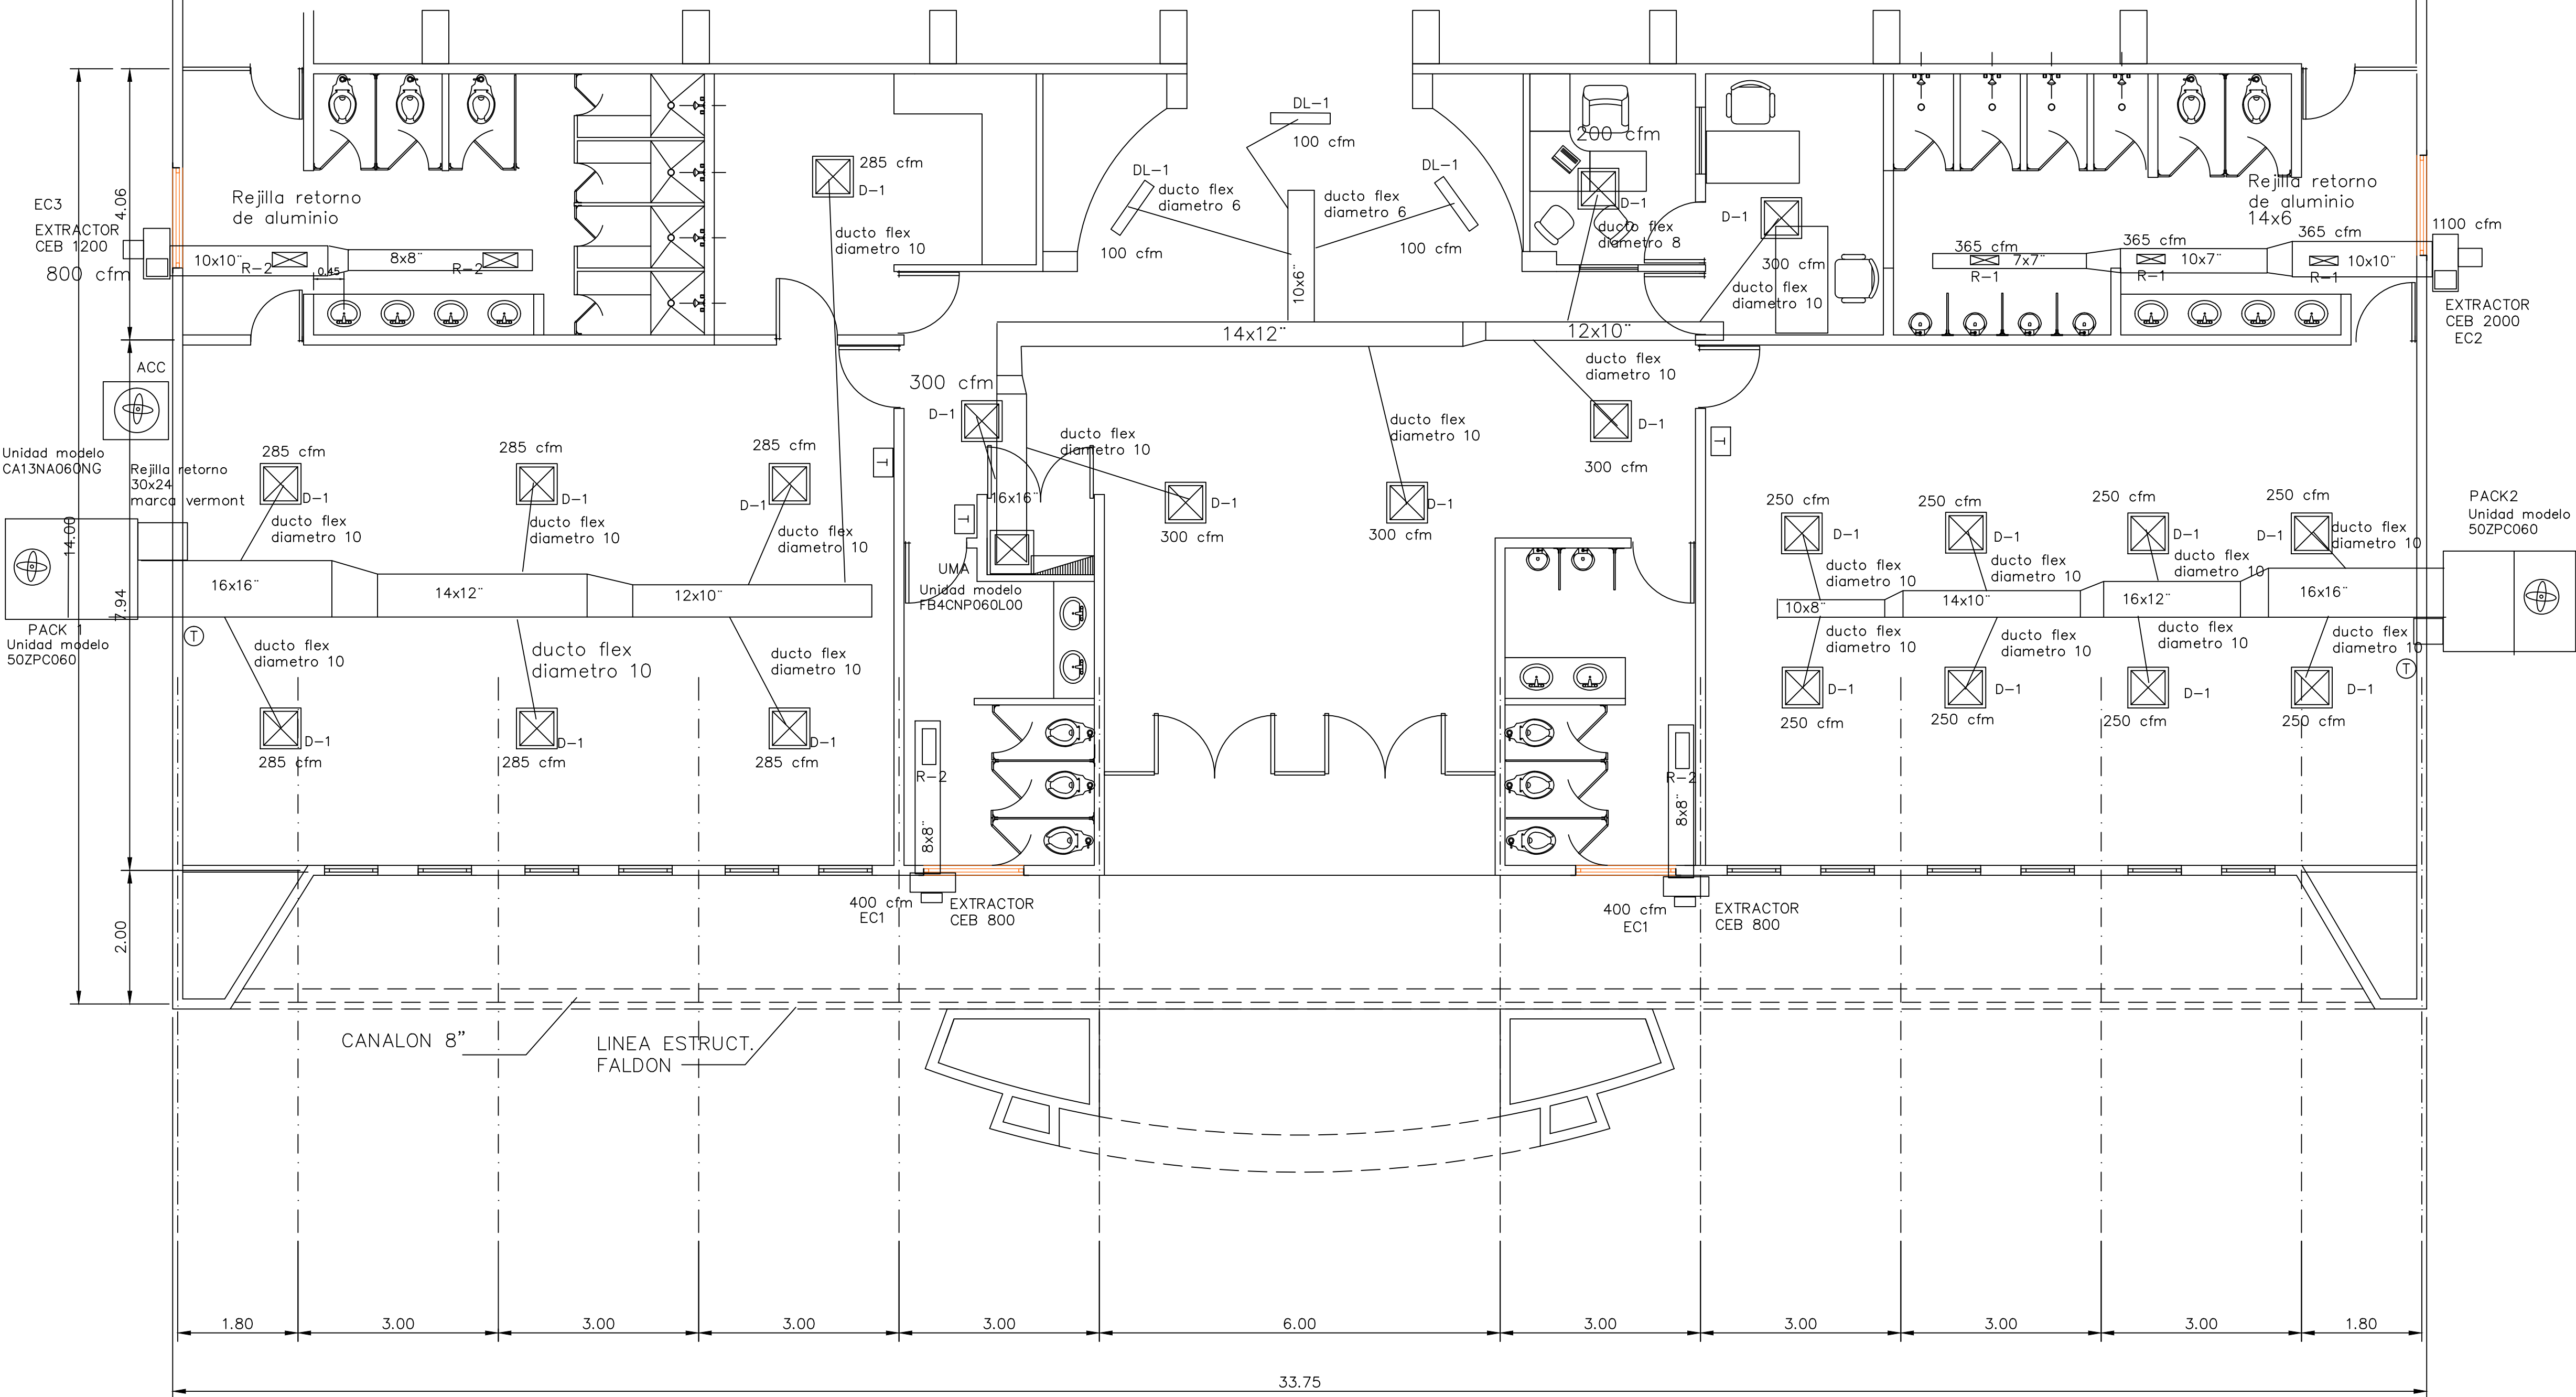 DL-1
100 cfm
200 cfm
285 cfm
D-1
DL-1
ducto flex
diametro 6
ducto flex
diametro 6
DL-1
100 cfm
100 cfm
D-1
ducto flex
diametro 8
D-1
300 cfm
ducto flex
diametro 10
ducto flex
diametro 10
EC3
EXTRACTOR
CEB 1200
800 cfm
4.06
Rejilla retorno
de aluminio
10x10¨
R-2
0.45
8x8¨
R-2
Rejilla retorno
de aluminio
14x6
365 cfm
365 cfm
365 cfm
1100 cfm
7x7¨
R-1
10x7¨
R-1
10x10¨
R-1
EXTRACTOR
CEB 2000
EC2
10x6¨
14x12¨
12x10¨
ducto flex
diametro 10
ACC
300 cfm
D-1
ducto flex
diametro 10
ducto flex
diametro 10
D-1
300 cfm
Unidad modelo
CA13NA060NG
Rejilla retorno
30x24
marca vermont
285 cfm
D-1
285 cfm
D-1
285 cfm
D-1
T
T
T
16x16¨
D-1
300 cfm
D-1
300 cfm
14.00
ducto flex
diametro 10
ducto flex
diametro 10
ducto flex
diametro 10
250 cfm
250 cfm
250 cfm
250 cfm
D-1
D-1
D-1
D-1
PACK2
Unidad modelo
50ZPC060
ducto flex
diametro 10
ducto flex
diametro 10
ducto flex
diametro 10
ducto flex
diametro 10
UMA
Unidad modelo
FB4CNP060L00
7.94
16x16¨
14x12¨
12x10¨
10x8¨
14x10¨
16x12¨
16x16¨
PACK 1
Unidad modelo
50ZPC060
T
ducto flex
diametro 10
ducto flex
diametro 10
ducto flex
diametro 10
ducto flex
diametro 10
ducto flex
diametro 10
ducto flex
diametro 10
ducto flex
diametro 10
T
D-1
D-1
D-1
D-1
250 cfm
250 cfm
250 cfm
250 cfm
D-1
285 cfm
D-1
285 cfm
D-1
285 cfm
R-2
8x8¨
R-2
8x8¨
2.00
400 cfm
EC1
EXTRACTOR
CEB 800
400 cfm
EC1
EXTRACTOR
CEB 800
CANALON 8”
LINEA ESTRUCT.
FALDON
1.80
3.00
3.00
3.00
3.00
6.00
3.00
3.00
3.00
3.00
1.80
33.75